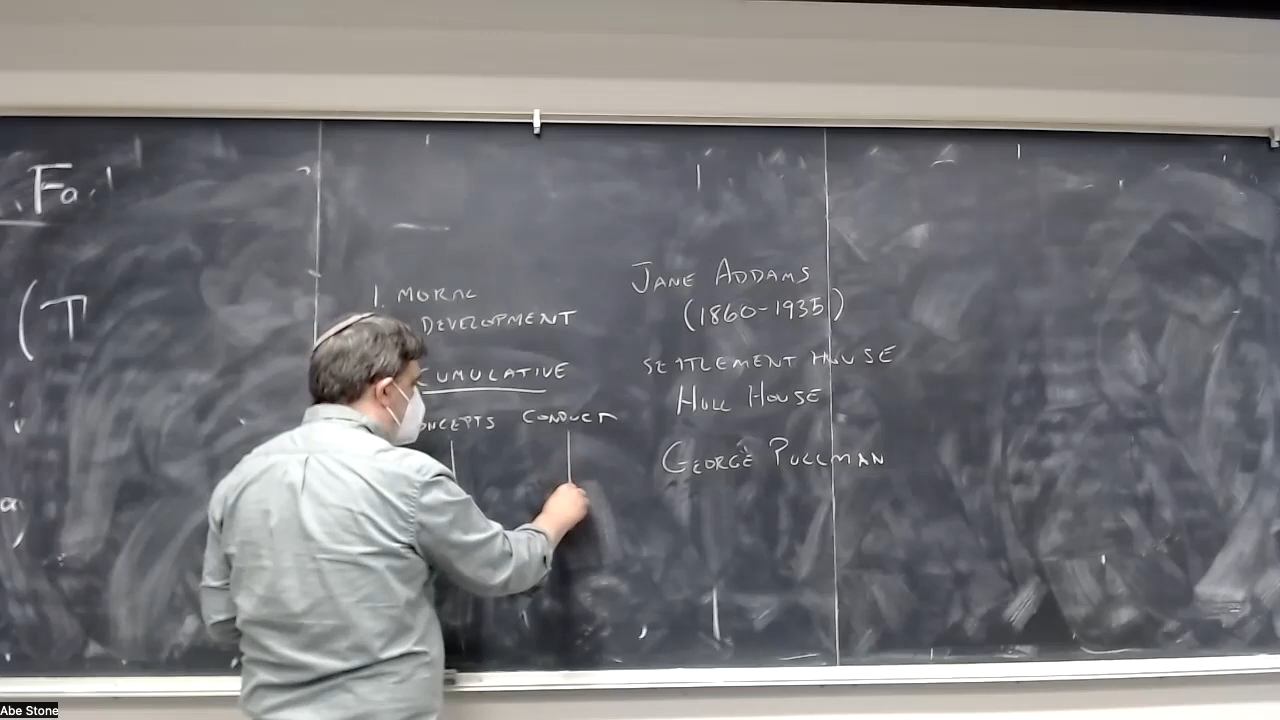 Fa
(T
1. MORAL
DEVELOPMENT
CUMULATIVE
CONCEPTS CONDUCT
JANE ADDAMS
(1860-1935)
SETTLEMENT HOUSE
HULL HOUSE
GEORGE PULLMAN
Abe Stone